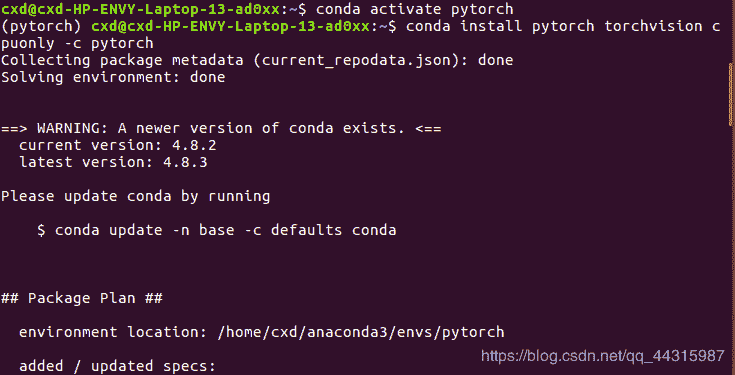 cxd@cxd-HP-ENVY-Laptop-13-ad0xx:~$ conda activate pytorch
(pytorch) cxd@cxd-HP-ENVY-Laptop-13-ad0xx:~$ conda install pytorch torchvision c
puonly -c pytorch
Collecting package metadata (current_repodata.json): done
Solving environment: done
==> WARNING: A newer version of conda exists. <==
current version: 4.8.2
latest version: 4.8.3
Please update conda by running
$ conda update -n base -c defaults conda
## Package Plan ##
environment location: /home/cxd/anaconda3/envs/pytorch
added / updated specs:
https://blog.csdn.net/qq_44315987